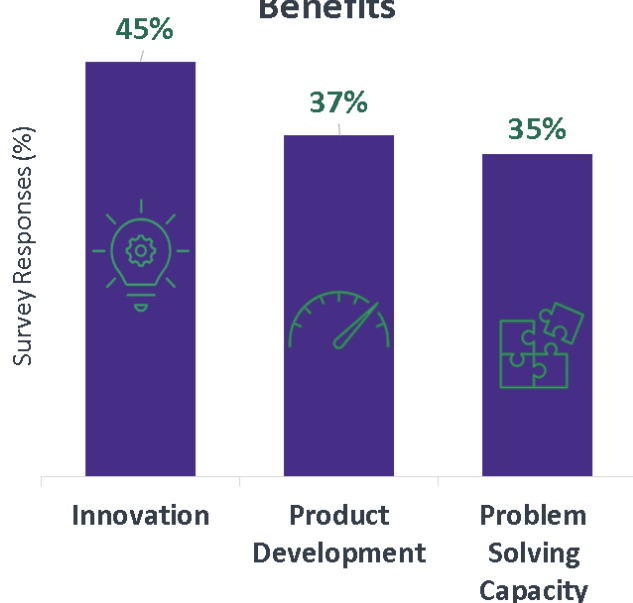 Benefits
45%
37%
35%
Survey Responses (%)
Innovation
Product
Development
Problem
Solving
Capacity